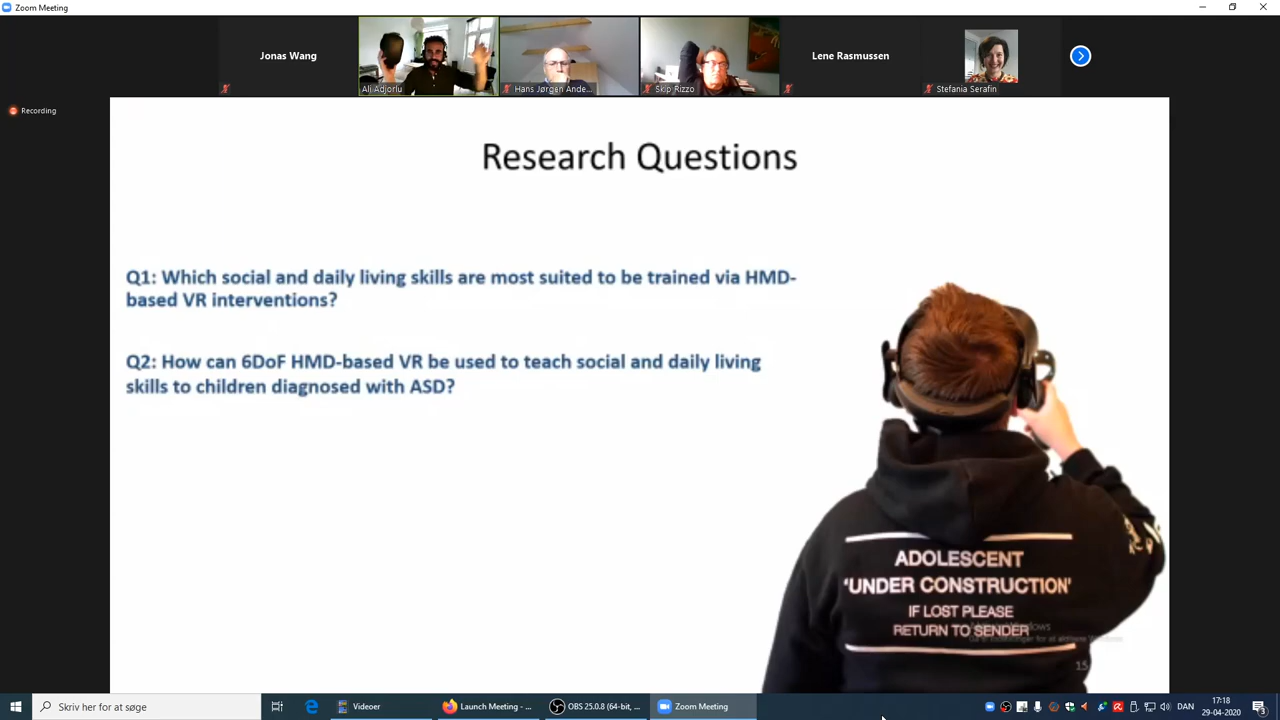 Zoom Meeting
Jonas Wang
Ali Adjorlu
Hans Jørgen Ande...
Skip Rizzo
Lene Rasmussen
Stefania Serafin
Recording
Research Questions
Q1: Which social and daily living skills are most suited to be trained via HMD-
based VR interventions?
Q2: How can 6DoF HMD-based VR be used to teach social and daily living
skills to children diagnosed with ASD?
ADOLESCENT
'UNDER CONSTRUCTION'
IF LOST PLEASE
RETURN TO SENDER
15
Skriv her for at søge
Videoer
Launch Meeting - ...
OBS 25.0.8 (64-bit, ...
Zoom Meeting
DAN
17:18
29-04-2020
3